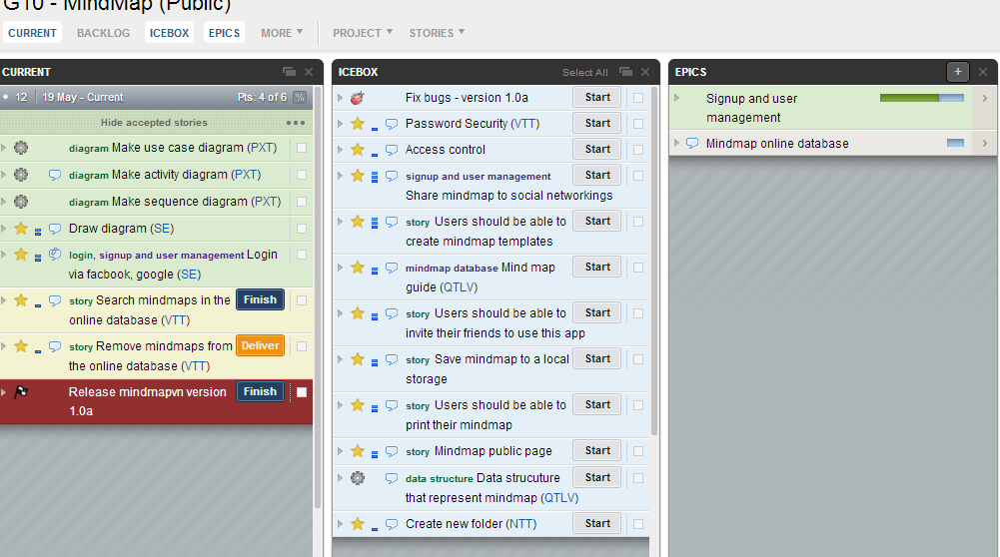 G10 - MindMap (Public)
CURRENT BACKLOG ICEBOX EPICS MORE PROJECT STORIES
CURRENT
12 19 May - Current Pts: 4 of 6 %
Hide accepted stories
diagram Make use case diagram (PXT)
diagram Make activity diagram (PXT)
diagram Make sequence diagram (PXT)
Draw diagram (SE)
login, signup and user management Login
via facbook, google (SE)
story Search mindmaps in the Finish
online database (VTT)
story Remove mindmaps from Deliver
the online database (VTT)
Release mindmapvn version Finish
1.0a
ICEBOX Select All
Fix bugs - version 1.0a Start
Password Security (VTT) Start
Access control Start
signup and user management Start
Share mindmap to social networkings
story Users should be able to Start
create mindmap templates
mindmap database Mind map Start
guide (QTLV)
story Users should be able to Start
invite their friends to use this app
story Save mindmap to a local Start
storage
story Users should be able to Start
print their mindmap
story Mindmap public page Start
data structure Data strucuture Start
that represent mindmap (QTLV)
Create new folder (NTT) Start
EPICS +
Signup and user
management
Mindmap online database